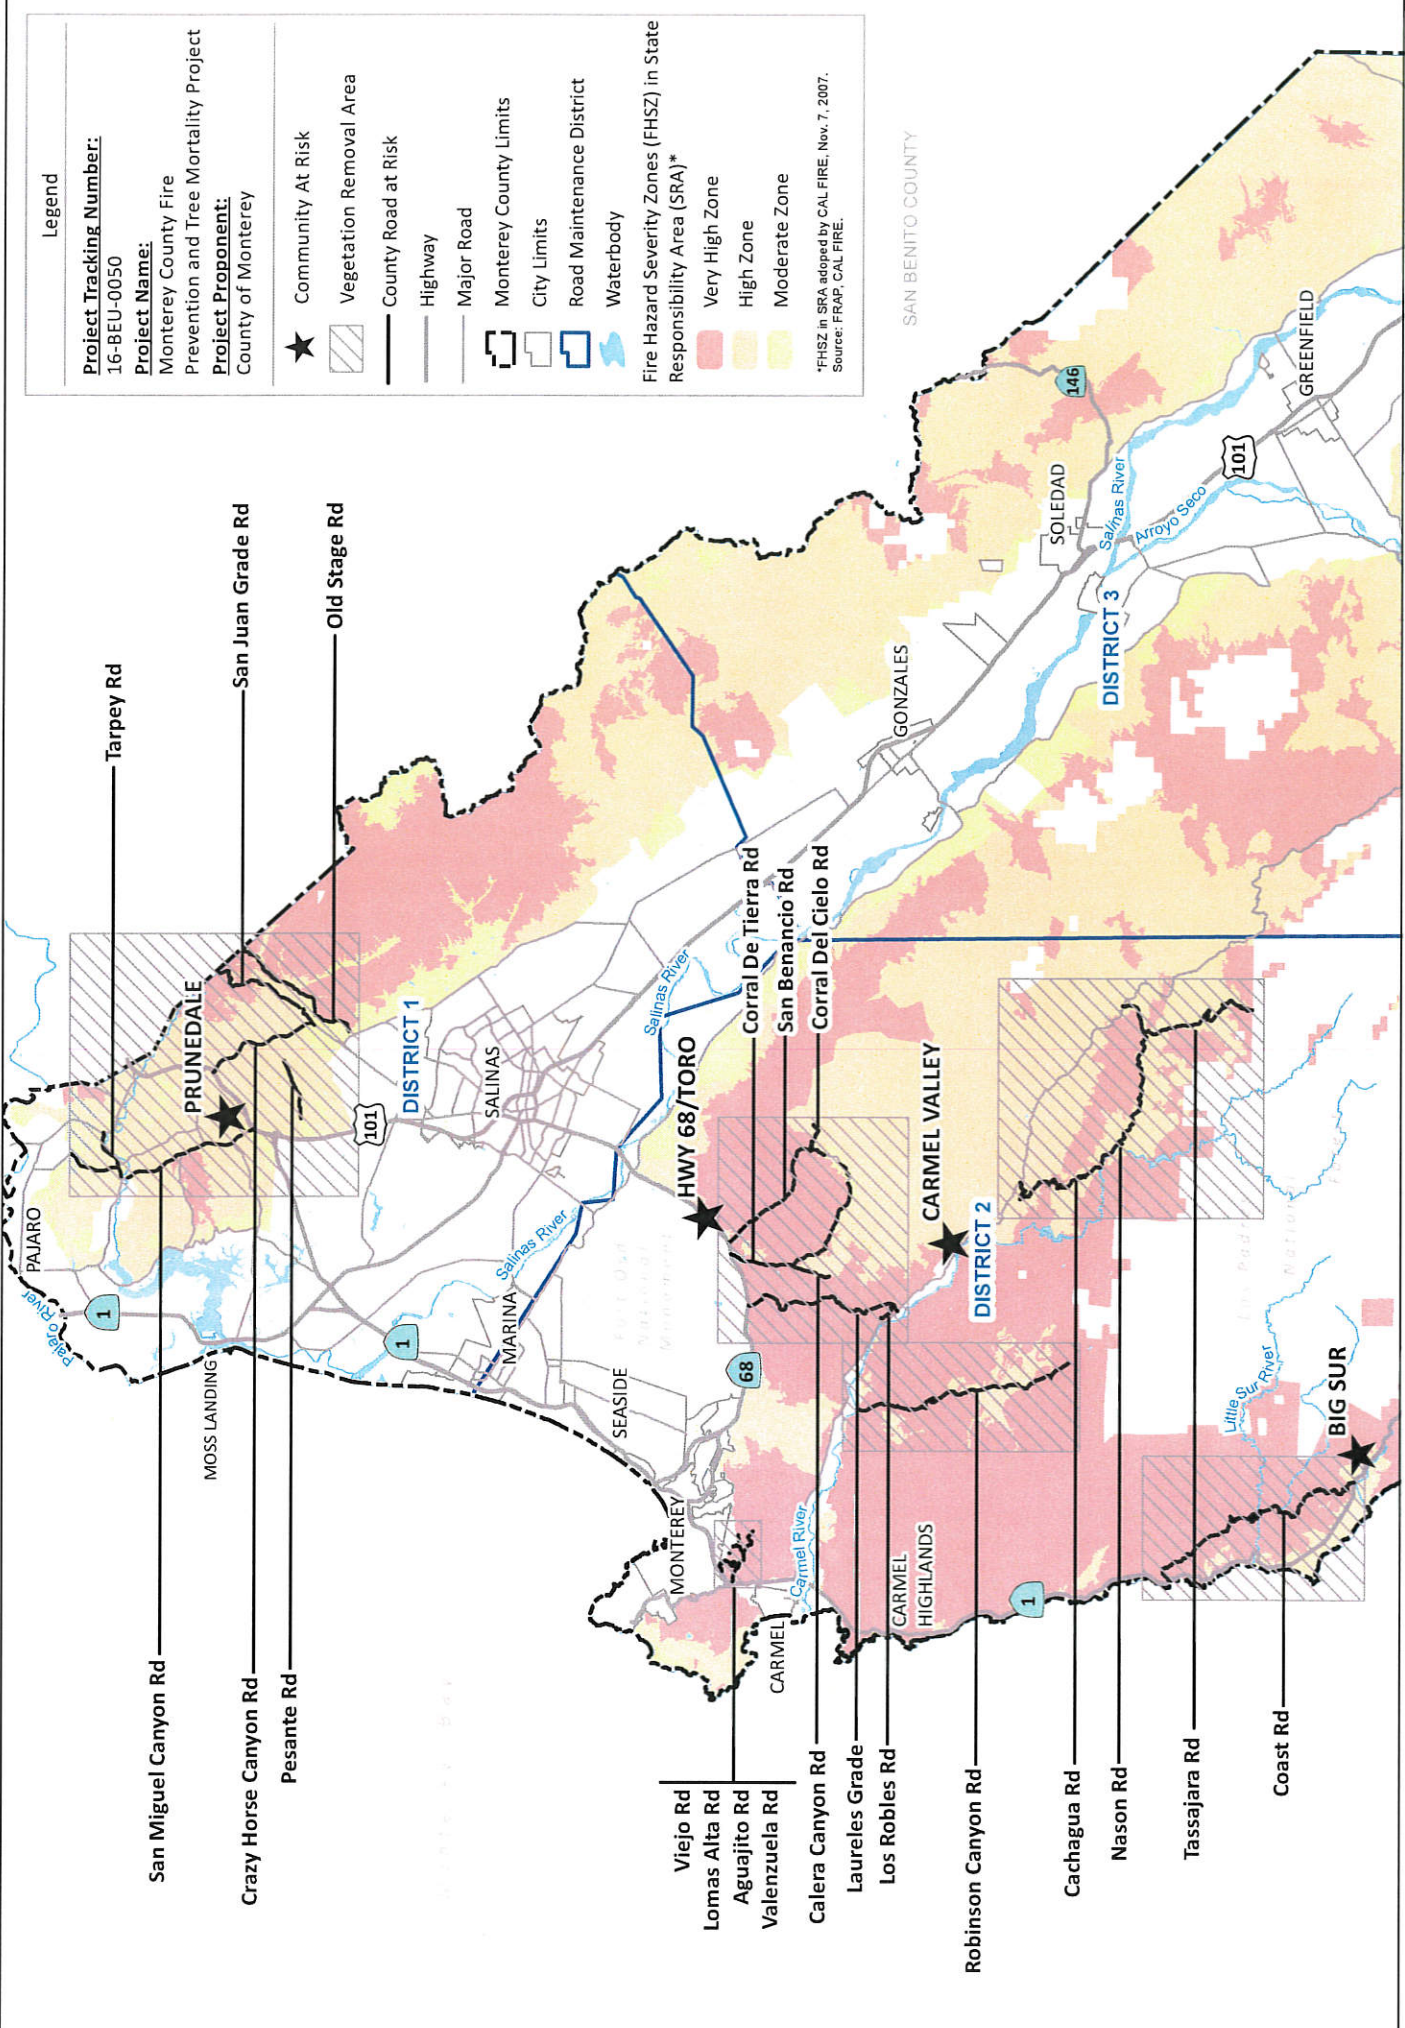 Legend
Project Tracking Number:
16-BEU-0050
Project Name:
Monterey County Fire
Prevention and Tree Mortality Project
Project Proponent:
County of Monterey
Community At Risk
Vegetation Removal Area
County Road at Risk
Highway
Major Road
Monterey County Limits
City Limits
Road Maintenance District
Waterbody
Fire Hazard Severity Zones (FHSZ) in State
Responsibility Area (SRA)*
Very High Zone
High Zone
Moderate Zone
*FHSZ in SRA adopted by CAL FIRE, Nov. 7, 2007.
Source: FRAP, CAL FIRE.
SAN BENITO COUNTY
Tarpey Rd
San Juan Grade Rd
Old Stage Rd
PAJARO
Pajaro River
1
PRUNEDALE
101
DISTRICT 1
MOSS LANDING
San Miguel Canyon Rd
Crazy Horse Canyon Rd
Pesante Rd
SALINAS
1
Salinas River
MARINA
SEASIDE
Salinas River
HWY 68/TORO
Corral De Tierra Rd
San Benancio Rd
Corral Del Cielo Rd
68
MONTEREY
CARMEL
Carmel River
CARMEL
HIGHLANDS
CARMEL VALLEY
DISTRICT 2
GONZALES
SOLEDAD
146
Salinas River
Arroyo Seco
101
GREENFIELD
DISTRICT 3
Viejo Rd
Lomas Alta Rd
Aguajito Rd
Valenzuela Rd
Calera Canyon Rd
Laureles Grade
Los Robles Rd
Robinson Canyon Rd
Cachagua Rd
Nason Rd
Tassajara Rd
Coast Rd
1
Little Sur River
BIG SUR